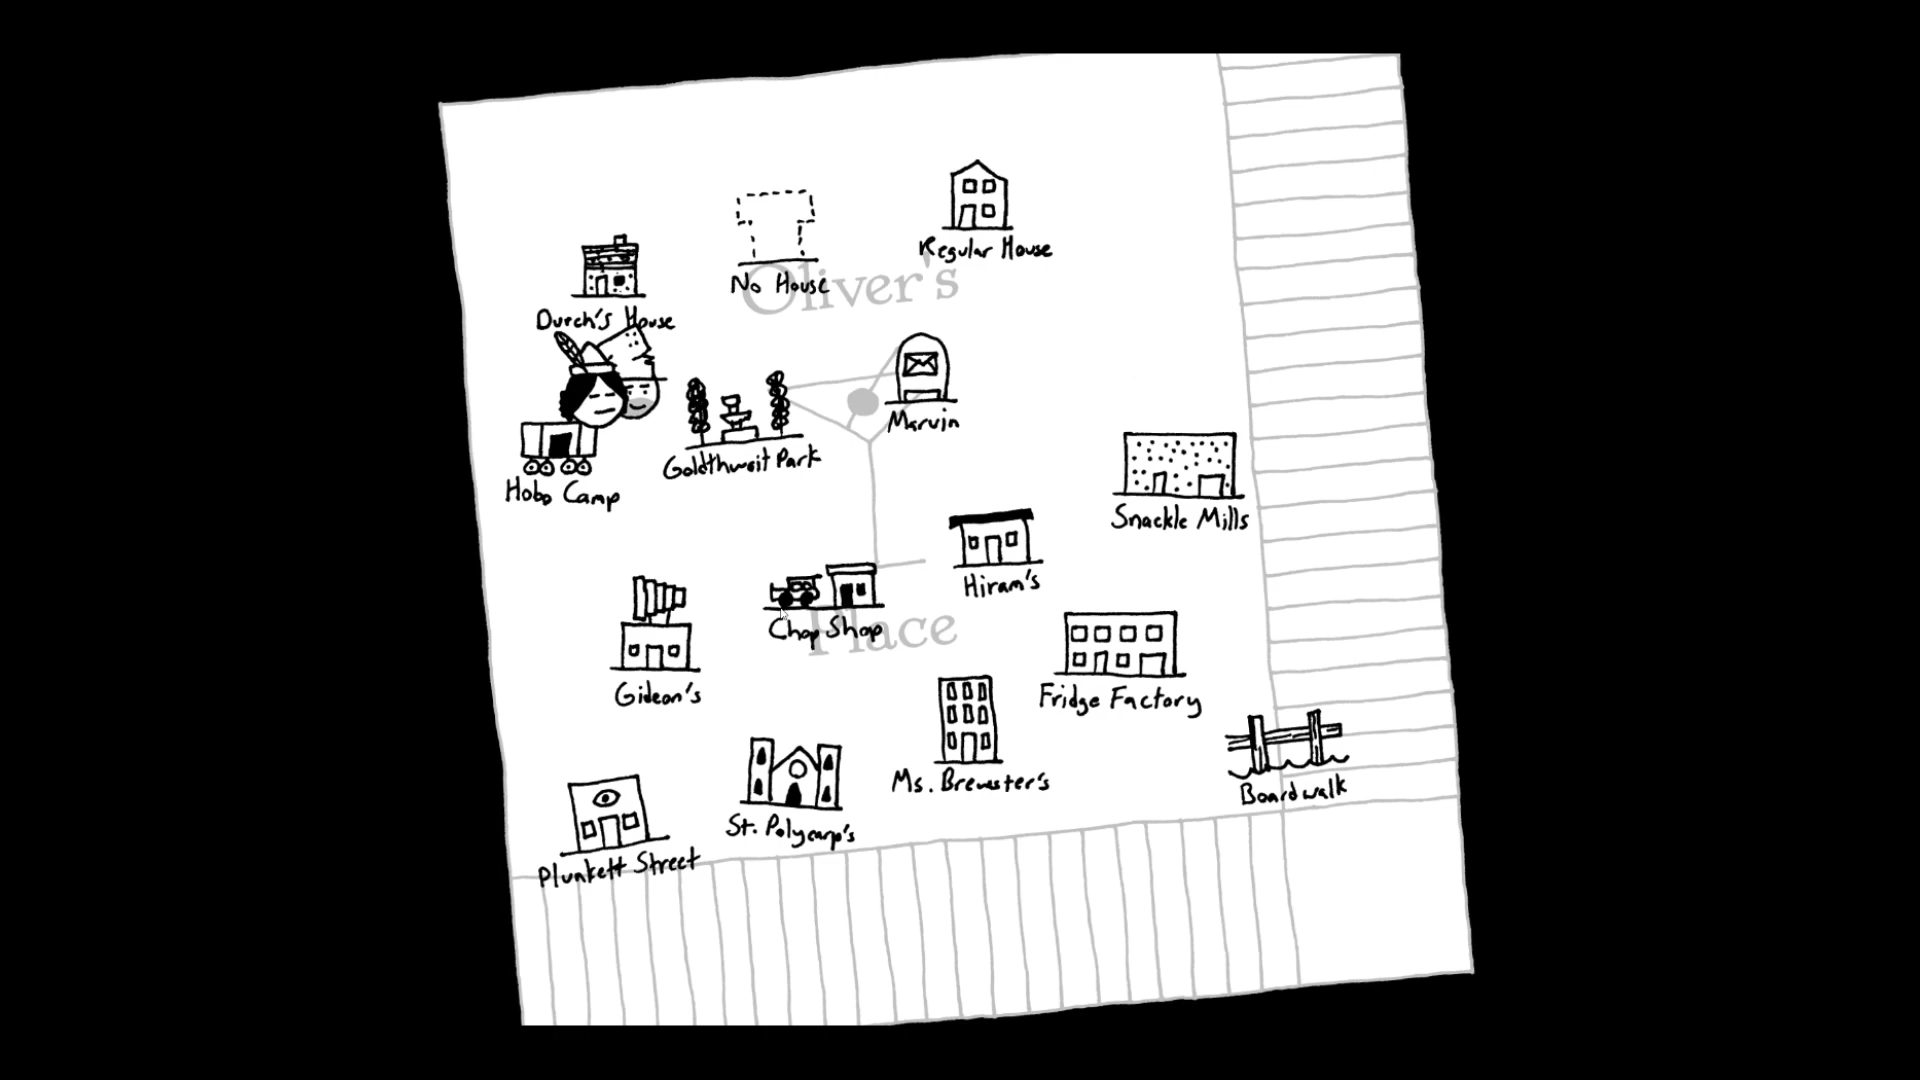 Regular House
No House
Oliver's
Durch's House
Marvin
Goldthwait Park
Hobo Camp
Snackle Mills
Hiram's
Chop Shop
Place
Gideon's
Fridge Factory
Ms. Brewster's
Boardwalk
St. Polycarp's
Plunkett Street